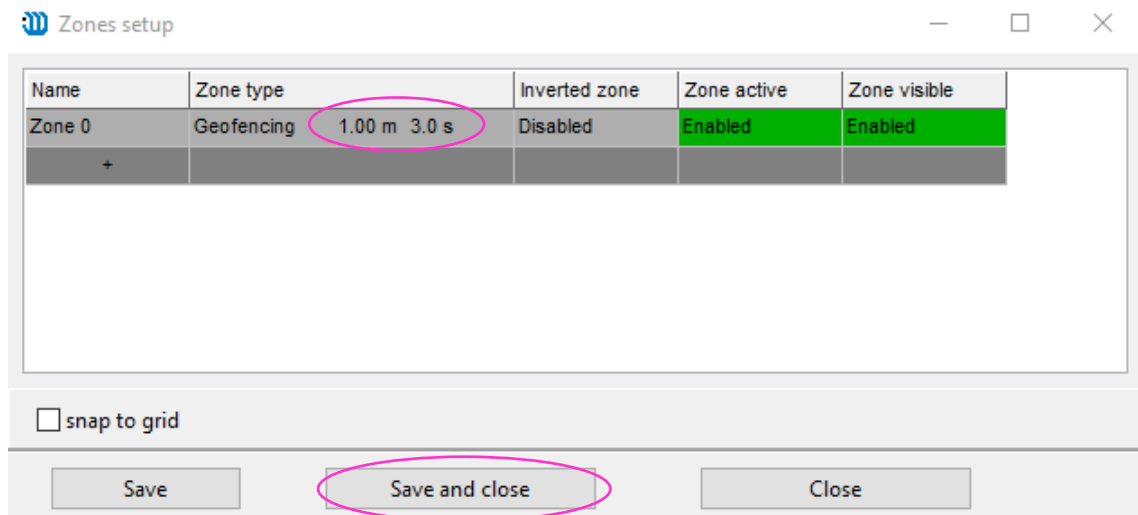 Zones setup
Name Zone type Inverted zone Zone active Zone visible
Zone 0 Geofencing 1.00 m 3.0 s Disabled Enabled Enabled
+
snap to grid
Save Save and close Close